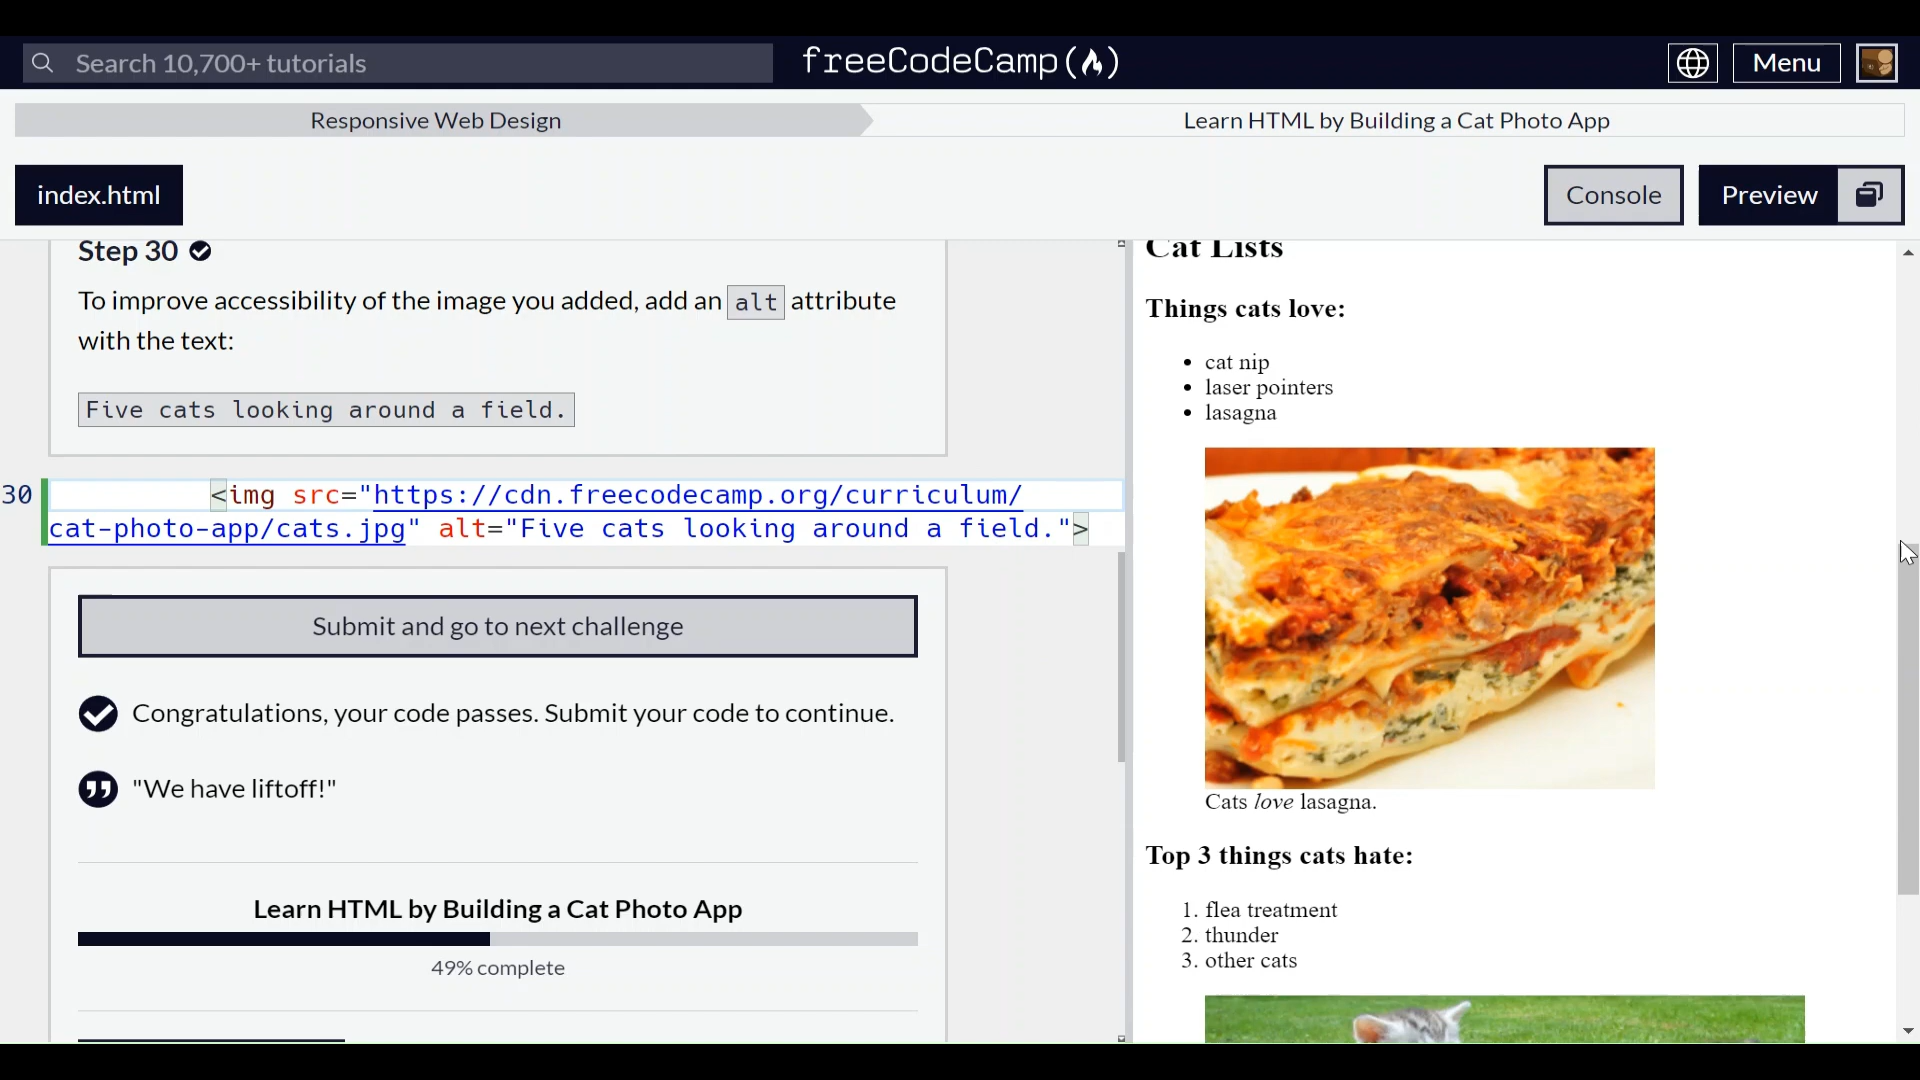 Search 10,700+ tutorials
freeCodeCamp
Menu
Responsive Web Design
Learn HTML by Building a Cat Photo App
index.html
Console
Preview
Step 30
To improve accessibility of the image you added, add an alt attribute
with the text:
Five cats looking around a field.
30
<img src="https://cdn.freecodecamp.org/curriculum/
cat-photo-app/cats.jpg" alt="Five cats looking around a field.">
Submit and go to next challenge
Congratulations, your code passes. Submit your code to continue.
"We have liftoff!"
Learn HTML by Building a Cat Photo App
49% complete
Cat Lists
Things cats love:
• cat nip
• laser pointers
• lasagna
Cats love lasagna.
Top 3 things cats hate:
1. flea treatment
2. thunder
3. other cats